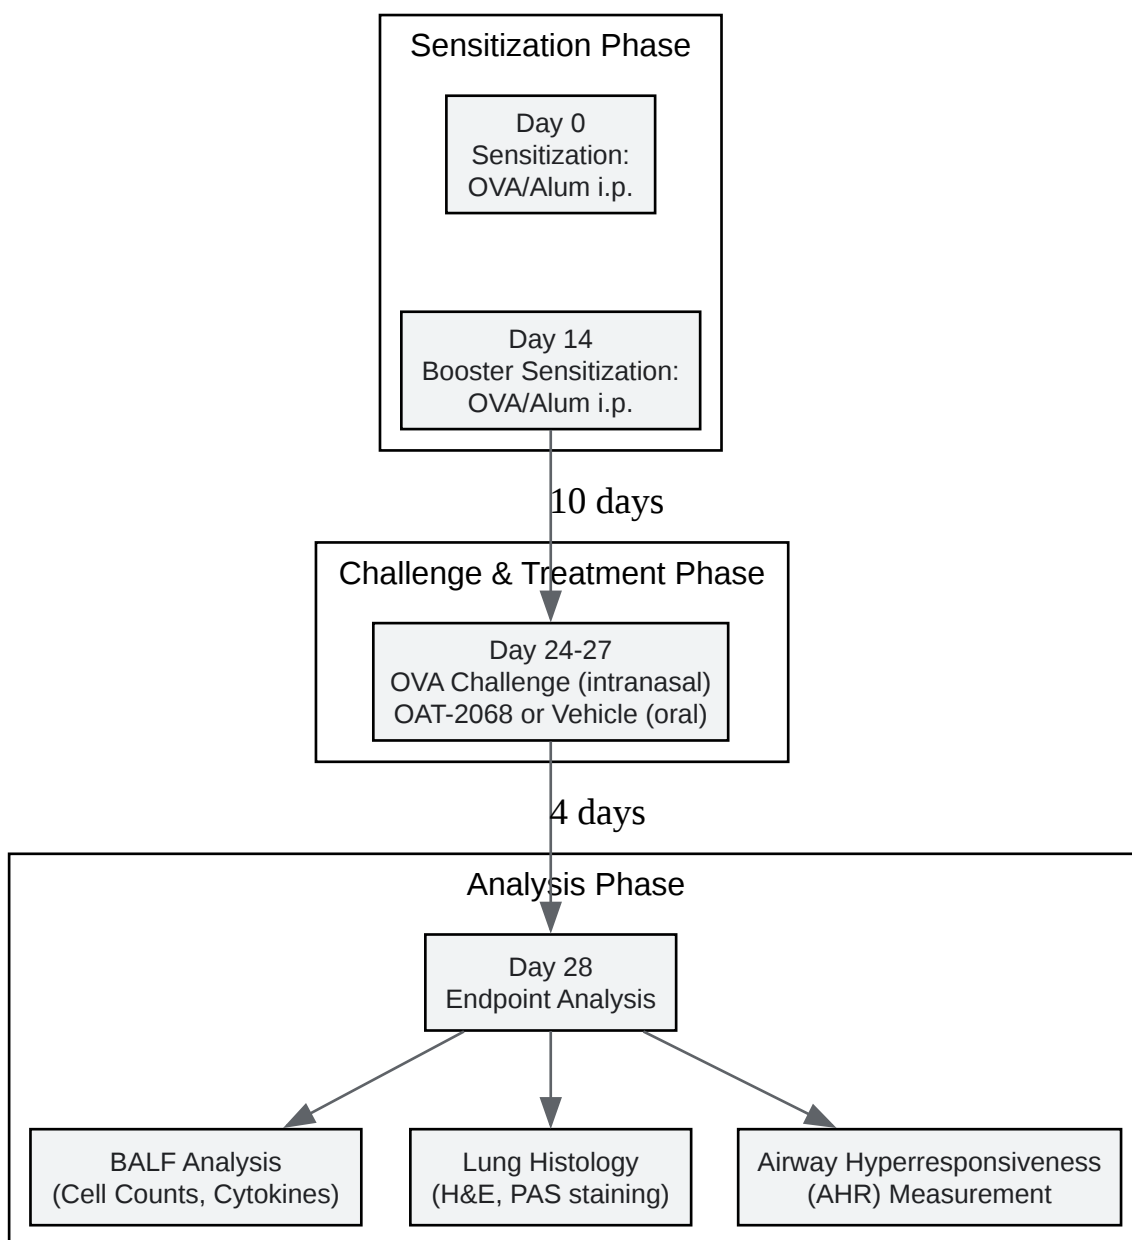 Sensitization Phase
Day 0
Sensitization:
OVA/Alum i.p.
Day 14
Booster Sensitization:
OVA/Alum i.p.
10 days
Challenge & Treatment Phase
Day 24-27
OVA Challenge (intranasal)
OAT-2068 or Vehicle (oral)
4 days
Analysis Phase
Day 28
Endpoint Analysis
BALF Analysis
(Cell Counts, Cytokines)
Lung Histology
(H&E, PAS staining)
Airway Hyperresponsiveness
(AHR) Measurement